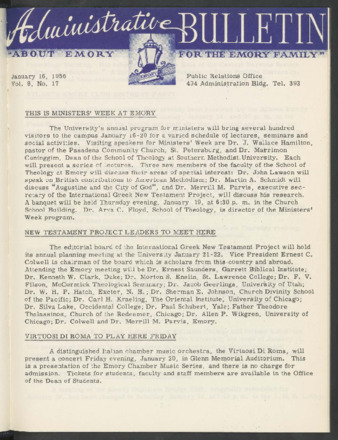 Administrative BULLETIN
"ABOUT EMORY FOR THE EMORY FAMILY"
January 16, 1956 Public Relations Office
Vol. 8, No. 17 404 Administration Bldg. Tel. 293
THIS IS MINISTERS' WEEK AT EMORY
The University's annual program for ministers will bring several hundred
visitors to the campus January 16-20 for a varied schedule of lectures, seminars and
social activities. Visiting speakers for Ministers' Week are Dr. J. Wallace Hamilton,
pastor of the Pasadena Community Church, St. Petersburg, and Dr. Merrimon
Cuninggim, Dean of the School of Theology at Southern Methodist University. Each
will present a series of lectures. Three new members of the faculty of the School of
Theology at Emory will discuss their areas of special interest: Dr. John Lawson will
speak on British contributions to American Methodism; Dr. Martin A. Schmidt will
discuss "Augustine and the City of God", and Dr. Merrill M. Parvis, executive sec-
retary of the International Greek New Testament Project, will discuss his research.
A banquet will be held Thursday evening, January 19, at 6:30 p. m. in the Church
School Building. Dr. Arva C. Floyd, School of Theology, is director of the Ministers'
Week program.
NEW TESTAMENT PROJECT LEADERS TO MEET HERE
The editorial board of the International Greek New Testament Project will hold
its annual planning meeting at the University January 21-22. Vice President Ernest C.
Colwell is chairman of the board which is scholars from this country and abroad.
Attending the Emory meeting will be Dr. Ernest Saunders, Garrett Biblical Institute;
Dr. Kenneth W. Clark, Duke; Dr. Morton S. Enslin, St. Lawrence College; Dr. F. V.
Filson, McCormick Theological Seminary; Dr. Jacob Geerlings, University of Utah;
Dr. W. H. P. Hatch, Exeter, N. H.; Dr. Sherman E. Johnson, Church Divinity School
of the Pacific; Dr. Carl H. Kraeling, The Oriental Institute, University of Chicago;
Dr. Silva Lake, Occidental College; Dr. Paul Schubert, Yale; Father Theodore
Thalassinos, Church of the Redeemer, Chicago; Dr. Allen P. Wikgren, University of
Chicago; Dr. Colwell and Dr. Merrill M. Parvis, Emory.
VIRTUOSI DI ROMA TO PLAY HERE FRIDAY
A distinguished Italian chamber music orchestra, the Virtuosi Di Roma, will
present a concert Friday evening, January 20, in Glenn Memorial Auditorium. This
is a presentation of the Emory Chamber Music Series, and there is no charge for
admission. Tickets for students, faculty and staff members are available in the Office
of the Dean of Students.